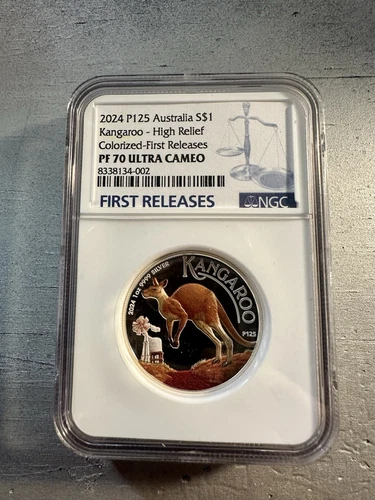 2024 P125 Australia S$1
Kangaroo - High Relief
Colorized-First Releases
PF 70 ULTRA CAMEO
8338134-002
FIRST RELEASES
NGC
KANGAROO
2024 1oz 9999 SILVER
P125